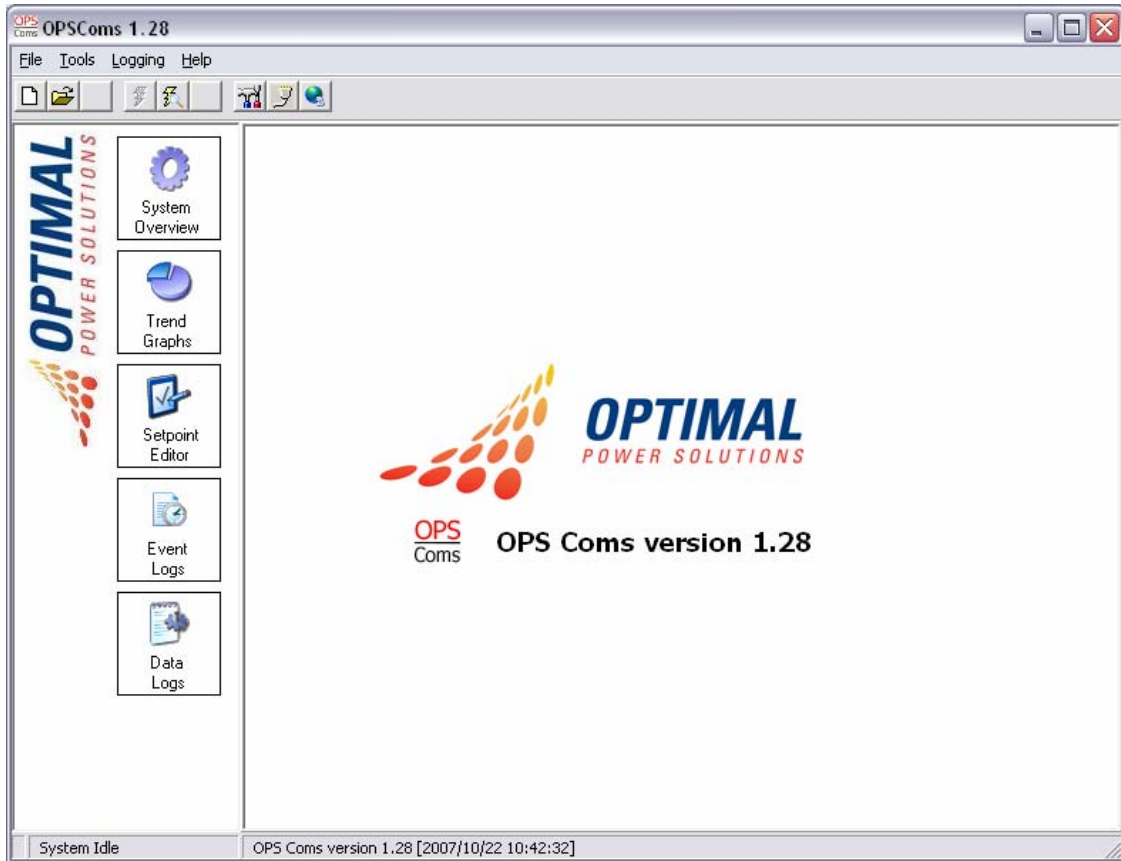 OPS
Coms OPSComs 1.28
File Tools Logging Help
OPTIMAL
POWER SOLUTIONS
System
Overview
Trend
Graphs
Setpoint
Editor
Event
Logs
Data
Logs
OPTIMAL
POWER SOLUTIONS
OPS
Coms
OPS Coms version 1.28
System Idle
OPS Coms version 1.28 [2007/10/22 10:42:32]